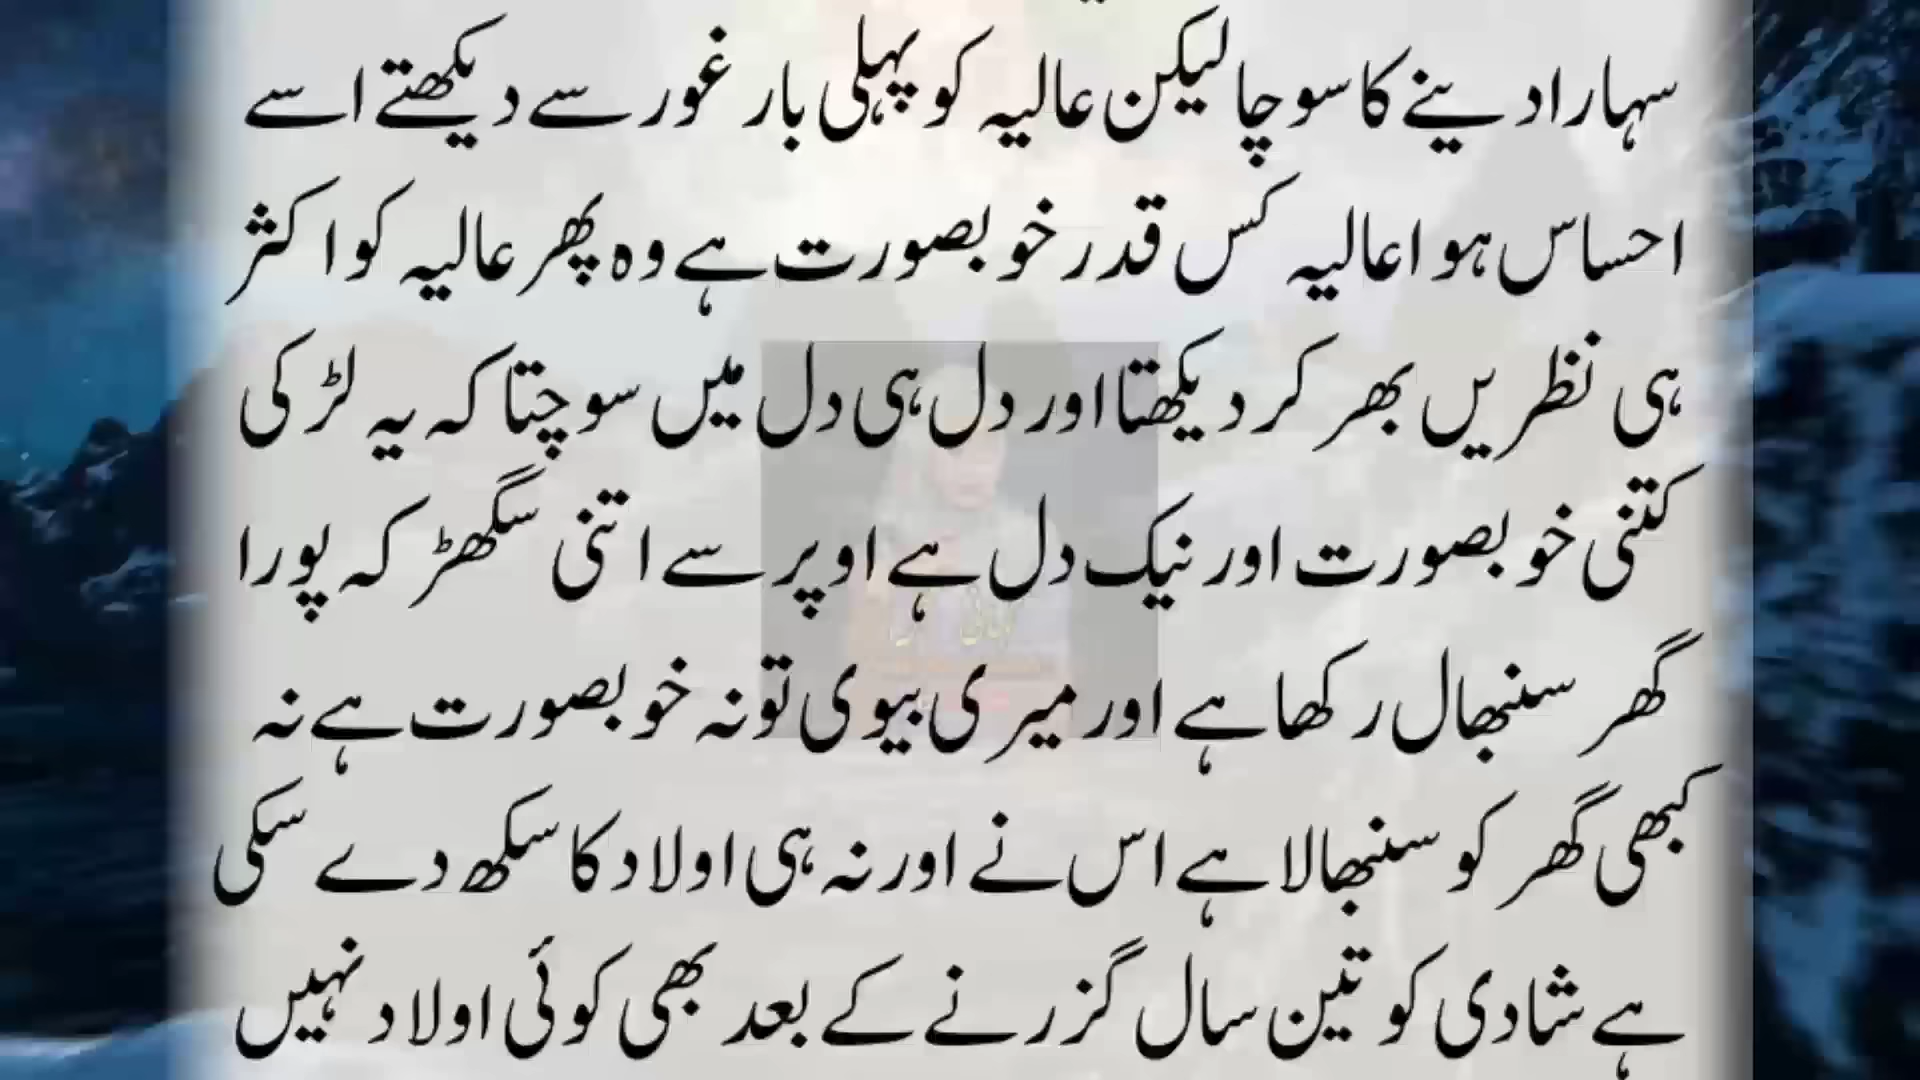 سہارا دینے کا سوچا لیکن عالیہ کو پہلی بار غور سے دیکھتے اسے
احساس ہوا عالیہ کس قدر خوبصورت ہے وہ پھر عالیہ کو اکثر
ہی نظریں بھر کر دیکھتا اور دل ہی دل میں سوچتا کہ یہ لڑکی
کتنی خوبصورت اور نیک دل ہے اوپر سے اتنی سگھڑ کہ پورا
گھر سنبھال رکھا ہے اور میری بیوی تو نہ خوبصورت ہے نہ
کبھی گھر کو سنبھالا ہے اس نے اور نہ ہی اولاد کا سکھ دے سکی
ہے شادی کو تین سال گزرنے کے بعد بھی کوئی اولاد نہیں